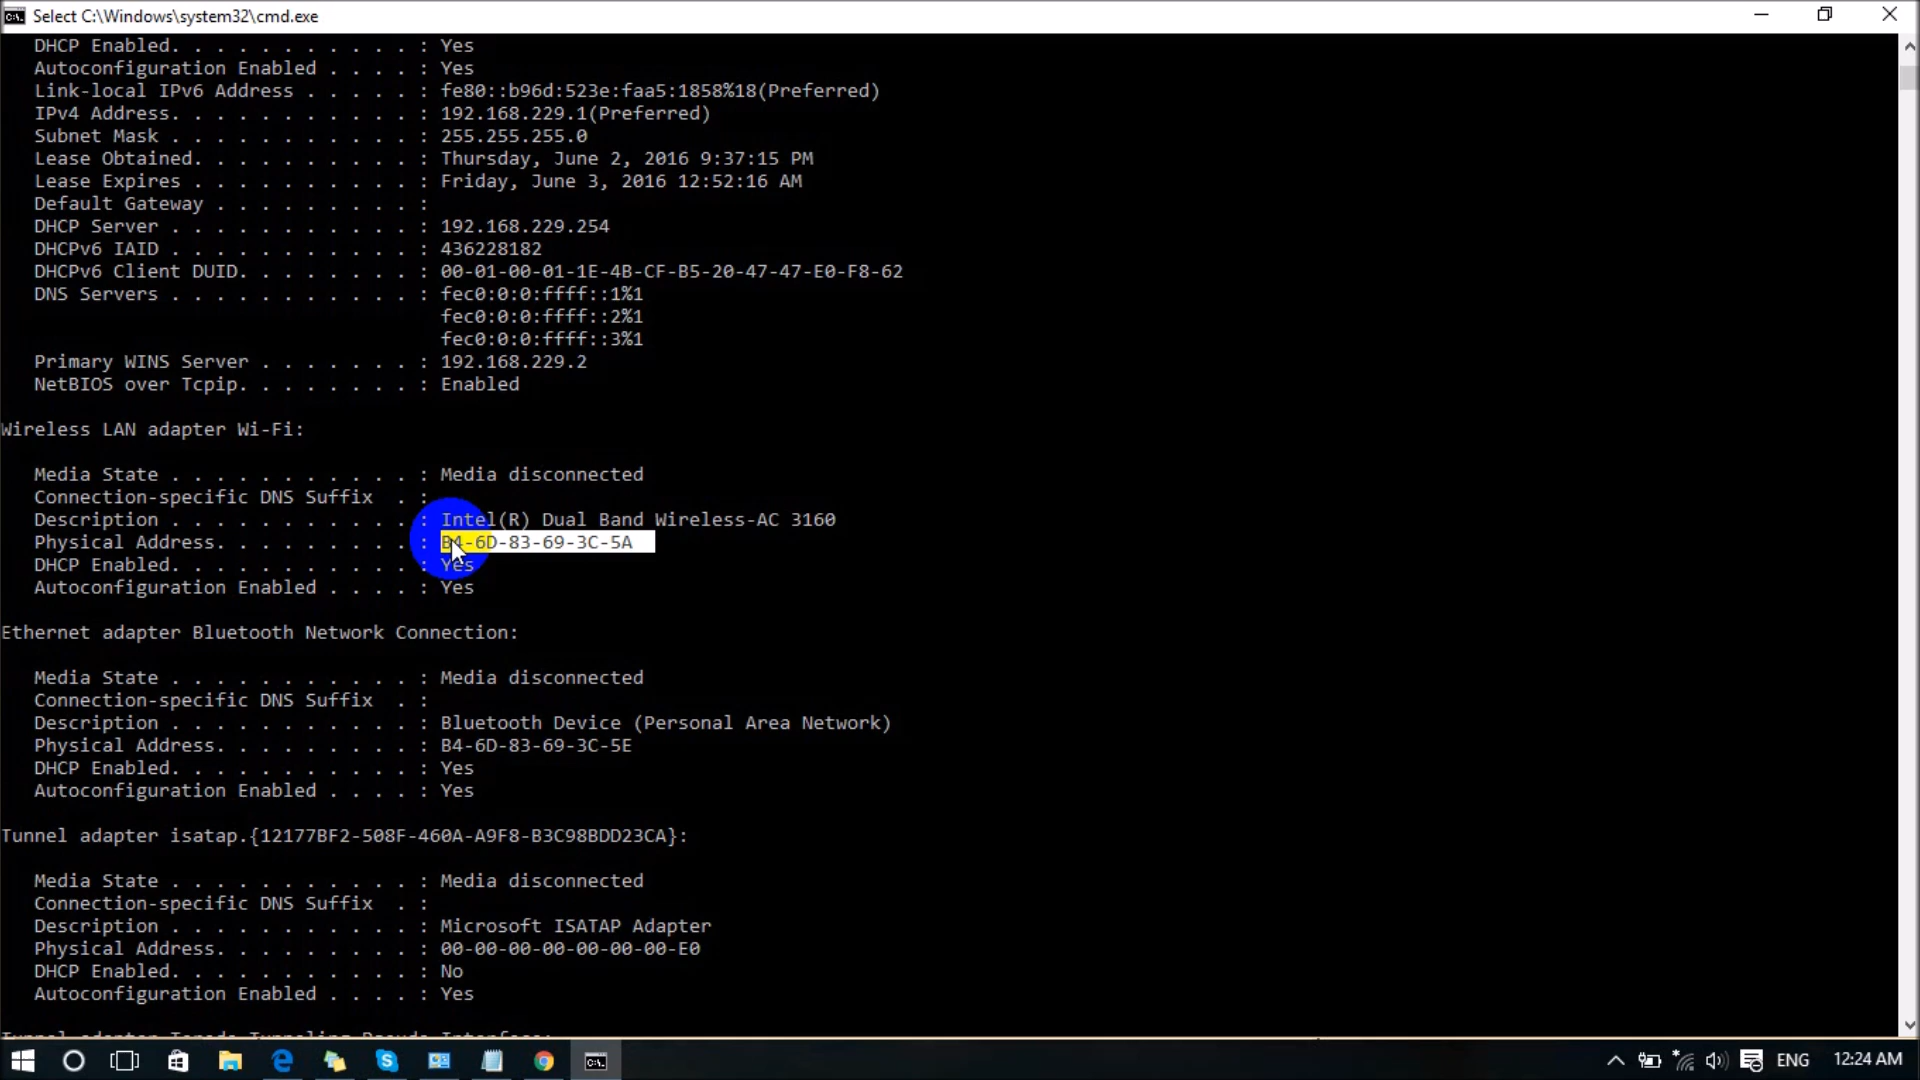 Select C:\Windows\system32\cmd.exe
DHCP Enabled. . . . . . . . . . . : Yes
Autoconfiguration Enabled . . . . : Yes
Link-local IPv6 Address . . . . . : fe80::b96d:523e:faa5:1858%18(Preferred)
IPv4 Address. . . . . . . . . . . : 192.168.229.1(Preferred)
Subnet Mask . . . . . . . . . . . : 255.255.255.0
Lease Obtained. . . . . . . . . . : Thursday, June 2, 2016 9:37:15 PM
Lease Expires . . . . . . . . . . : Friday, June 3, 2016 12:52:16 AM
Default Gateway . . . . . . . . . :
DHCP Server . . . . . . . . . . . : 192.168.229.254
DHCPv6 IAID . . . . . . . . . . . : 436228182
DHCPv6 Client DUID. . . . . . . . : 00-01-00-01-1E-4B-CF-B5-20-47-47-E0-F8-62
DNS Servers . . . . . . . . . . . : fec0:0:0:ffff::1%1
fec0:0:0:ffff::2%1
fec0:0:0:ffff::3%1
Primary WINS Server . . . . . . . : 192.168.229.2
NetBIOS over Tcpip. . . . . . . . : Enabled
Wireless LAN adapter Wi-Fi:
Media State . . . . . . . . . . . : Media disconnected
Connection-specific DNS Suffix . :
Description . . . . . . . . . . . : Intel(R) Dual Band Wireless-AC 3160
Physical Address. . . . . . . . . : B4-6D-83-69-3C-5A
DHCP Enabled. . . . . . . . . . . : Yes
Autoconfiguration Enabled . . . . : Yes
Ethernet adapter Bluetooth Network Connection:
Media State . . . . . . . . . . . : Media disconnected
Connection-specific DNS Suffix . :
Description . . . . . . . . . . . : Bluetooth Device (Personal Area Network)
Physical Address. . . . . . . . . : B4-6D-83-69-3C-5E
DHCP Enabled. . . . . . . . . . . : Yes
Autoconfiguration Enabled . . . . : Yes
Tunnel adapter isatap.{12177BF2-508F-460A-A9F8-B3C98BDD23CA}:
Media State . . . . . . . . . . . : Media disconnected
Connection-specific DNS Suffix . :
Description . . . . . . . . . . . : Microsoft ISATAP Adapter
Physical Address. . . . . . . . . : 00-00-00-00-00-00-00-E0
DHCP Enabled. . . . . . . . . . . : No
Autoconfiguration Enabled . . . . : Yes
ENG 12:24 AM